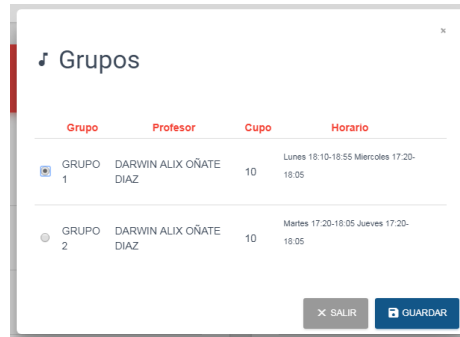 ×
Grupos
Grupo Profesor Cupo Horario
GRUPO 1 DARWIN ALIX OÑATE DIAZ 10 Lunes 18:10-18:55 Miercoles 17:20-18:05
GRUPO 2 DARWIN ALIX OÑATE DIAZ 10 Martes 17:20-18:05 Jueves 17:20-18:05
× SALIR GUARDAR